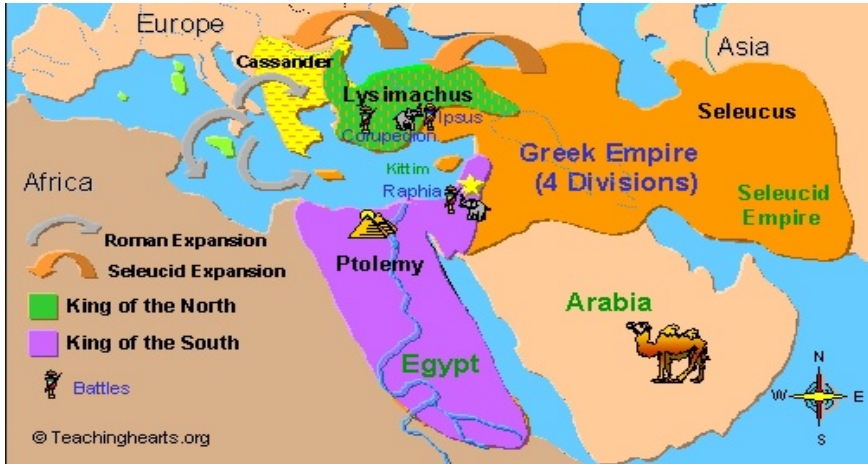 Europe
Asia
Cassander
Lysimachus
Seleucus
Ipsus
Corupedion
Greek Empire
(4 Divisions)
Kittim
Africa
Raphia
Seleucid
Empire
Roman Expansion
Ptolemy
Seleucid Expansion
Arabia
King of the North
King of the South
Egypt
N
W
E
S
Battles
© Teachinghearts.org